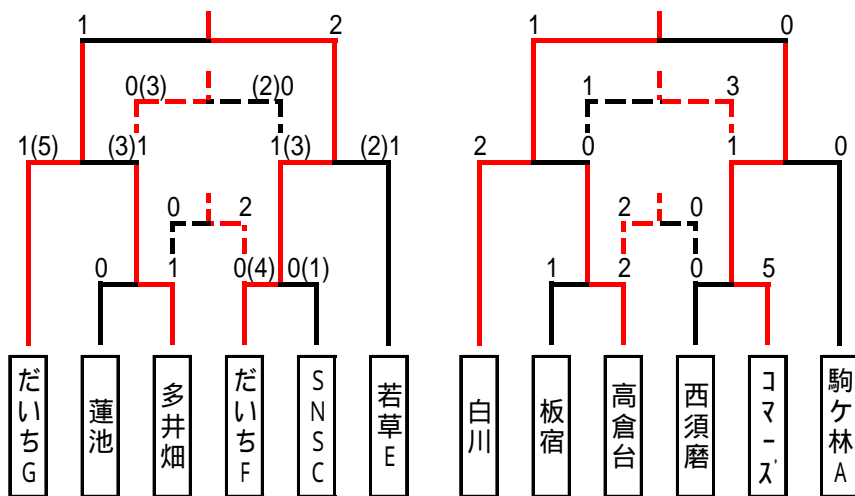 1 2 1 0
0(3) (2)0 1 3
1(5) (3)1 1(3) (2)1 2 0 1 0
0 2 2 0
0 1 0(4) 0(1) 1 2 0 5
だいちG
蓮池
多井畑
だいちF
SNSC
若草E
白川
板宿
高倉台
西須磨
コマーズ
駒ケ林A